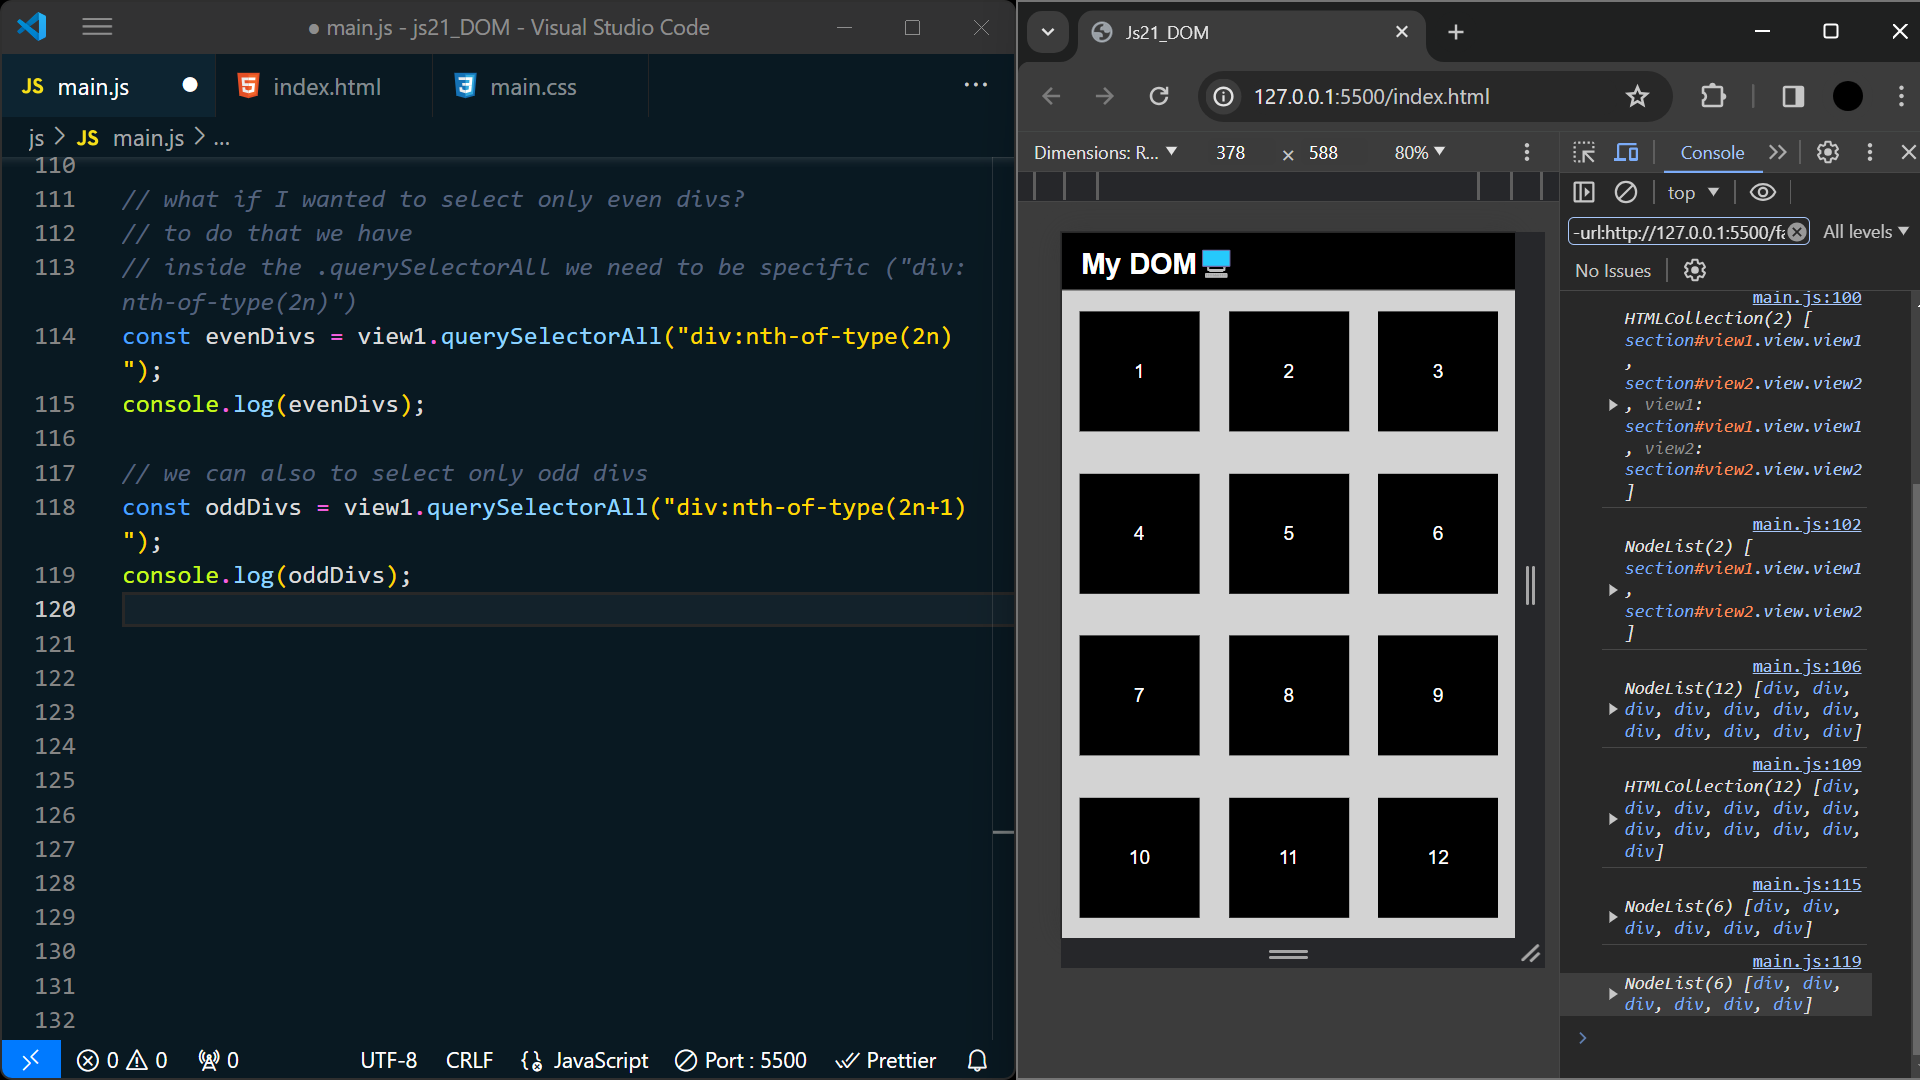 main.js - js21_DOM - Visual Studio Code
JS main.js
index.html
main.css
js > JS main.js > ...
110
111 // what if I wanted to select only even divs?
112 // to do that we have
113 // inside the .querySelectorAll we need to be specific ("div:
nth-of-type(2n)")
114 const evenDivs = view1.querySelectorAll("div:nth-of-type(2n)
");
115 console.log(evenDivs);
116
117 // we can also to select only odd divs
118 const oddDivs = view1.querySelectorAll("div:nth-of-type(2n+1)
");
119 console.log(oddDivs);
120
121
122
123
124
125
126
127
128
129
130
131
132
0 0 0 UTF-8 CRLF JavaScript Port : 5500 Prettier
Js21_DOM
127.0.0.1:5500/index.html
Dimensions: R... 378 × 588 80%
My DOM
1 2 3
4 5 6
7 8 9
10 11 12
Console
top
-url:http://127.0.0.1:5500/fa All levels
No Issues
main.js:100
HTMLCollection(2) [
section#view1.view.view1
,
section#view2.view.view2
, view1:
section#view1.view.view1
, view2:
section#view2.view.view2
]
main.js:102
NodeList(2) [
section#view1.view.view1
,
section#view2.view.view2
]
main.js:106
NodeList(12) [div, div,
div, div, div, div, div,
div, div, div, div, div]
main.js:109
HTMLCollection(12) [div,
div, div, div, div, div,
div, div, div, div, div,
div]
main.js:115
NodeList(6) [div, div,
div, div, div, div]
main.js:119
NodeList(6) [div, div,
div, div, div, div]